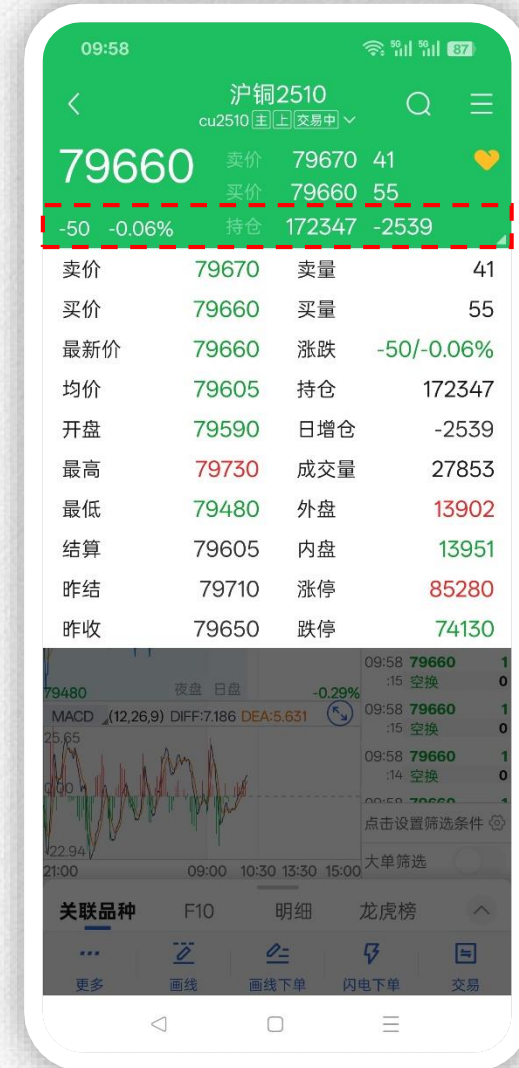 09:58 5G 5G 87
沪铜2510
cu2510 主 上 交易中
79660 卖价 79670 41
买价 79660 55
-50 -0.06% 持仓 172347 -2539
卖价 79670 卖量 41
买价 79660 买量 55
最新价 79660 涨跌 -50/-0.06%
均价 79605 持仓 172347
开盘 79590 日增仓 -2539
最高 79730 成交量 27853
最低 79480 外盘 13902
结算 79605 内盘 13951
昨结 79710 涨停 85280
昨收 79650 跌停 74130
79480 夜盘 日盘 -0.29%
MACD (12,26,9) DIFF:7.186 DEA:5.631
25.65
0.00
-22.94
21:00 09:00 10:30 13:30 15:00
09:58 79660 1
:15 空换 0
09:58 79660 1
:15 空换 0
09:58 79660 1
:14 空换 0
09:58 79660 1
点击设置筛选条件
大单筛选
关联品种 F10 明细 龙虎榜
更多 画线 画线下单 闪电下单 交易